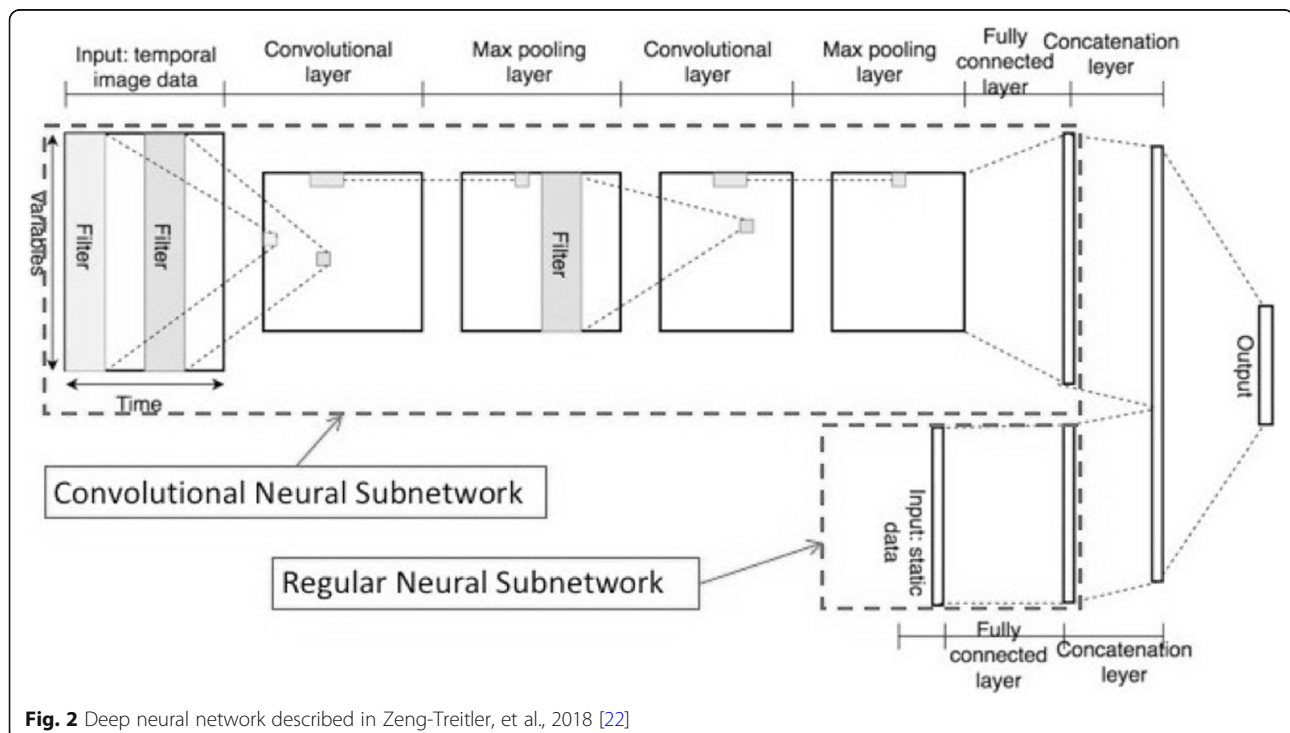 Input: temporal
image data
Convolutional
layer
Max pooling
layer
Convolutional
layer
Max pooling
layer
Fully
connected
layer
Concatenation
leyer
Variables
Filter
Filter
Filter
Time
Output
Convolutional Neural Subnetwork
Input: static
data
Regular Neural Subnetwork
Fully
connected
layer
Concatenation
leyer
Fig. 2 Deep neural network described in Zeng-Treitler, et al., 2018 [22]